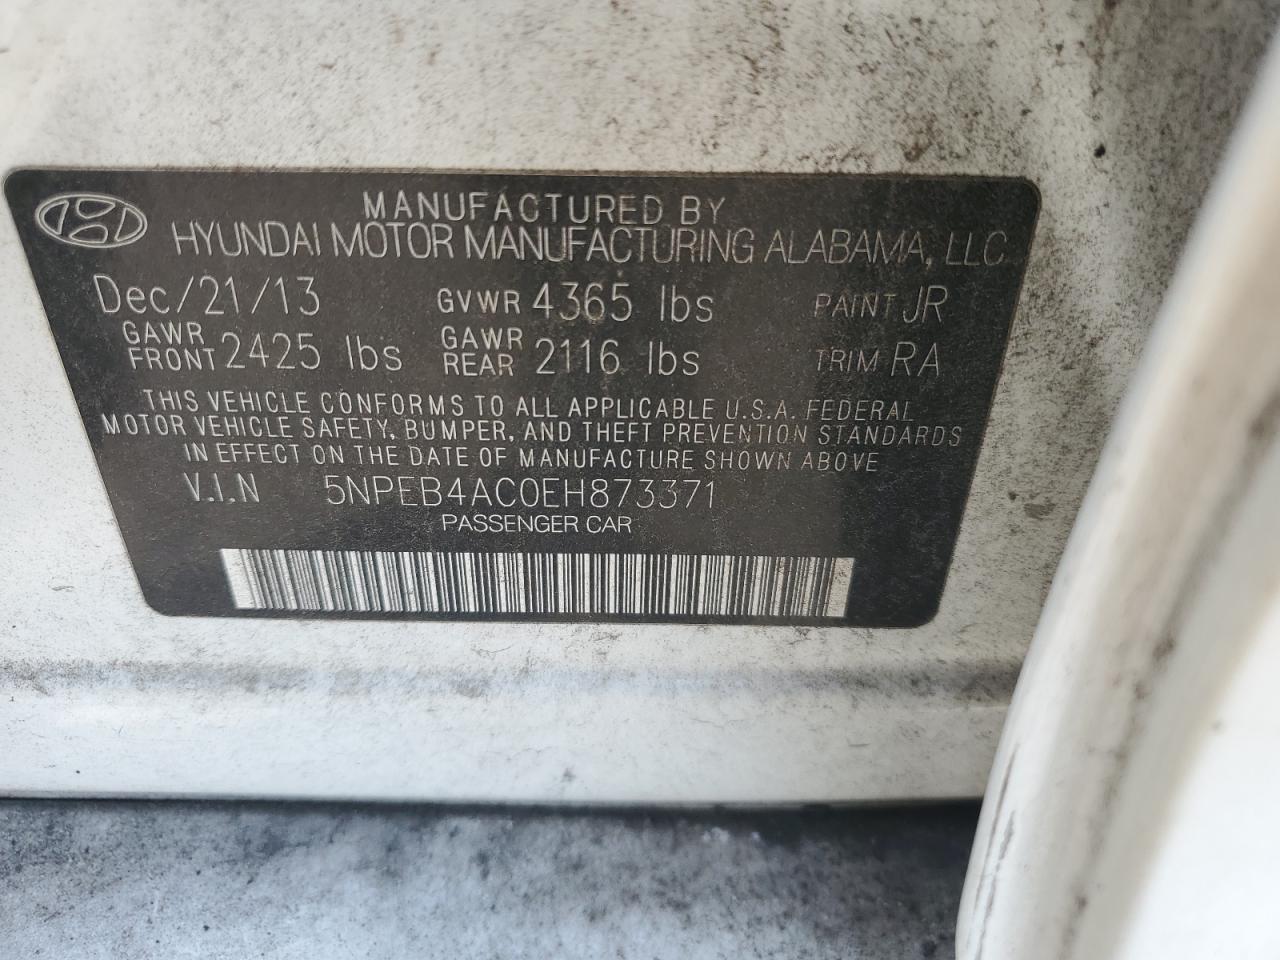 MANUFACTURED BY
HYUNDAI MOTOR MANUFACTURING ALABAMA, LLC
Dec/21/13 GVWR 4365 lbs PAINT JR
GAWR FRONT 2425 lbs GAWR REAR 2116 lbs TRIM RA
THIS VEHICLE CONFORMS TO ALL APPLICABLE U.S.A. FEDERAL
MOTOR VEHICLE SAFETY, BUMPER, AND THEFT PREVENTION STANDARDS
IN EFFECT ON THE DATE OF MANUFACTURE SHOWN ABOVE
V.I.N 5NPEB4AC0EH873371
PASSENGER CAR